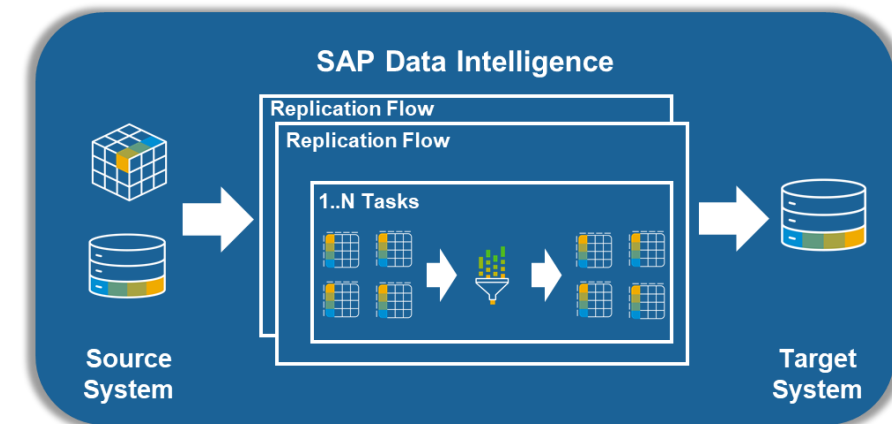 SAP Data Intelligence
Replication Flow
Replication Flow
1..N Tasks
Source
System
Target
System